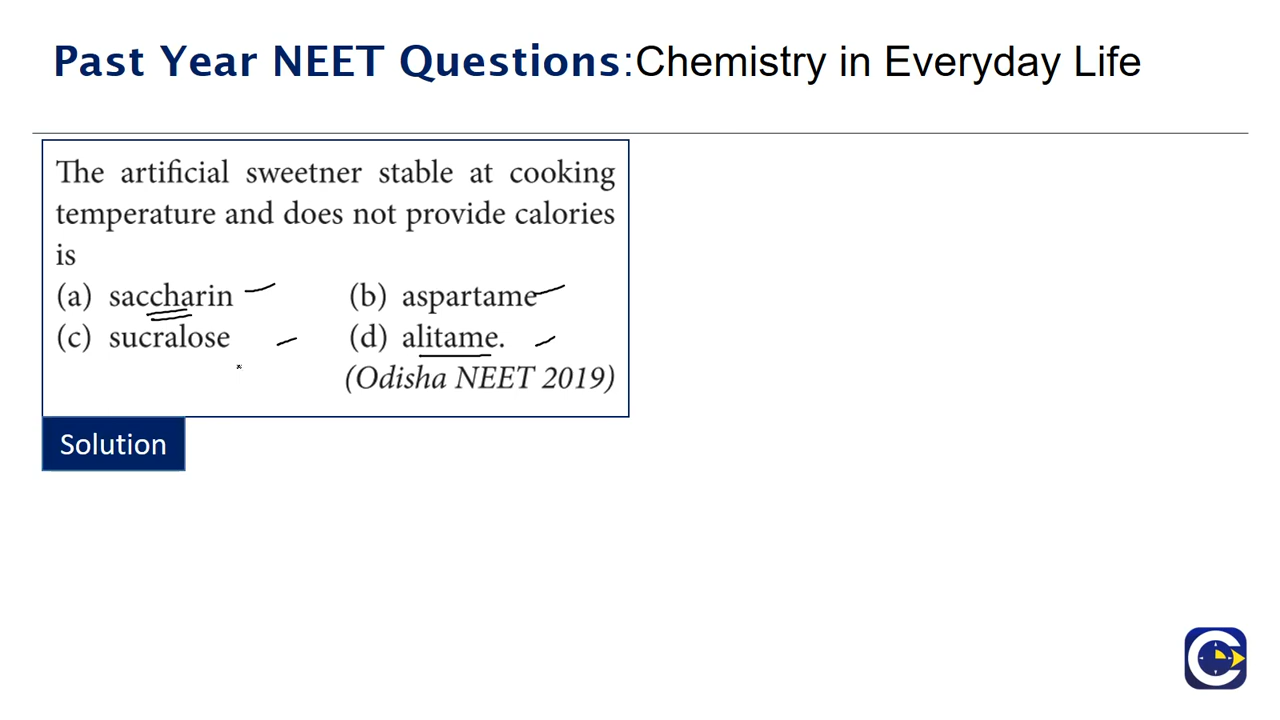 Past Year NEET Questions:Chemistry in Everyday Life
The artificial sweetner stable at cooking
temperature and does not provide calories
is
(a) saccharin (b) aspartame
(c) sucralose (d) alitame.
(Odisha NEET 2019)
Solution